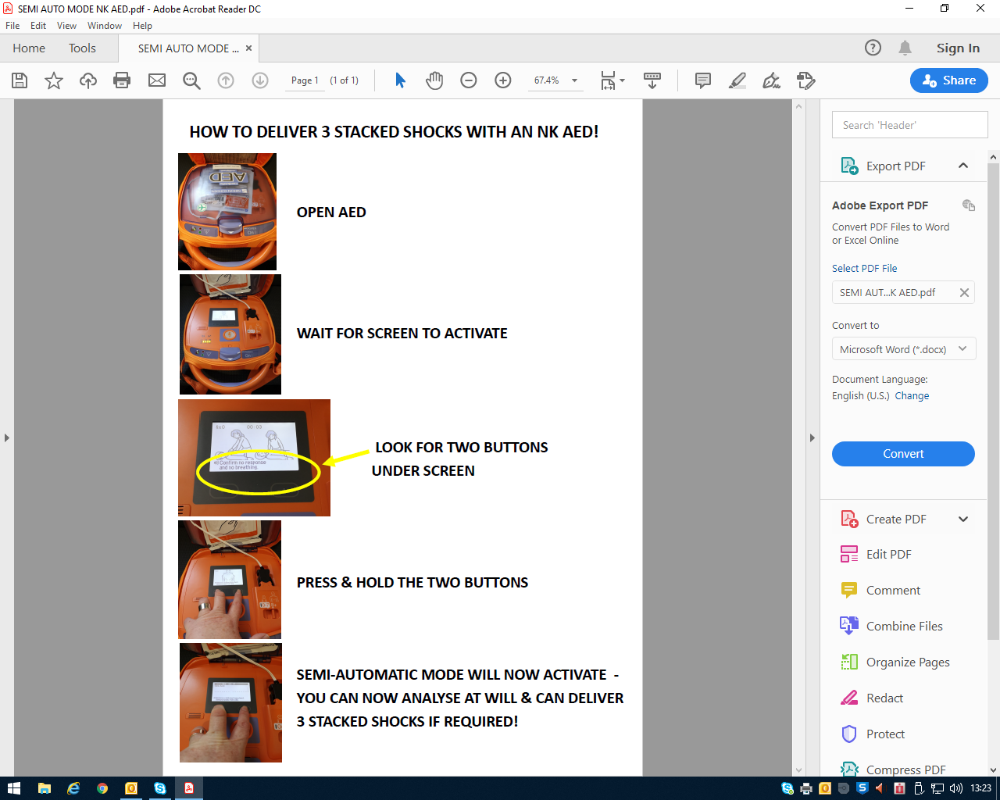 SEMI AUTO MODE NK AED.pdf - Adobe Acrobat Reader DC
File Edit View Window Help
Home Tools SEMI AUTO MODE ... Sign In
Page 1 (1 of 1) 67.4% Share
HOW TO DELIVER 3 STACKED SHOCKS WITH AN NK AED!
AED
OPEN AED
WAIT FOR SCREEN TO ACTIVATE
00:00
Confirm no response
and no breathing.
LOOK FOR TWO BUTTONS
UNDER SCREEN
PRESS & HOLD THE TWO BUTTONS
SEMI-AUTOMATIC MODE WILL NOW ACTIVATE -
YOU CAN NOW ANALYSE AT WILL & CAN DELIVER
3 STACKED SHOCKS IF REQUIRED!
Search 'Header'
Export PDF
Adobe Export PDF
Convert PDF Files to Word
or Excel Online
Select PDF File
SEMI AUT...K AED.pdf
Convert to
Microsoft Word (*.docx)
Document Language:
English (U.S.) Change
Convert
Create PDF
Edit PDF
Comment
Combine Files
Organize Pages
Redact
Protect
Compress PDF
13:23